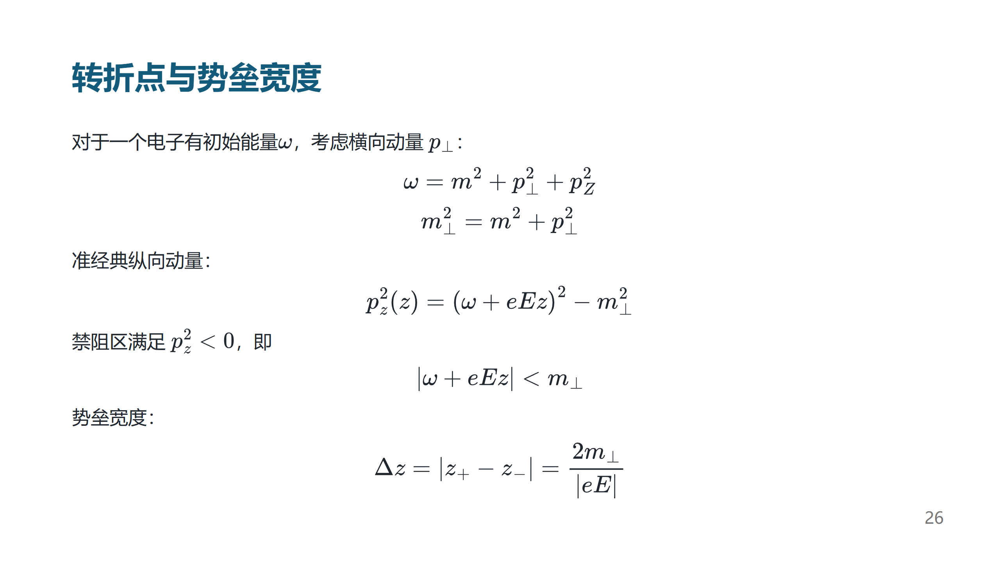 转折点与势垒宽度
对于一个电子有初始能量ω，考虑横向动量 p⊥：
ω = m² + p⊥² + p_Z²
m⊥² = m² + p⊥²
准经典纵向动量：
p_z²(z) = (ω + eEz)² − m⊥²
禁阻区满足 p_z² < 0，即
|ω + eEz| < m⊥
势垒宽度：
Δz = |z₊ − z₋| = 2m⊥ / |eE|
26